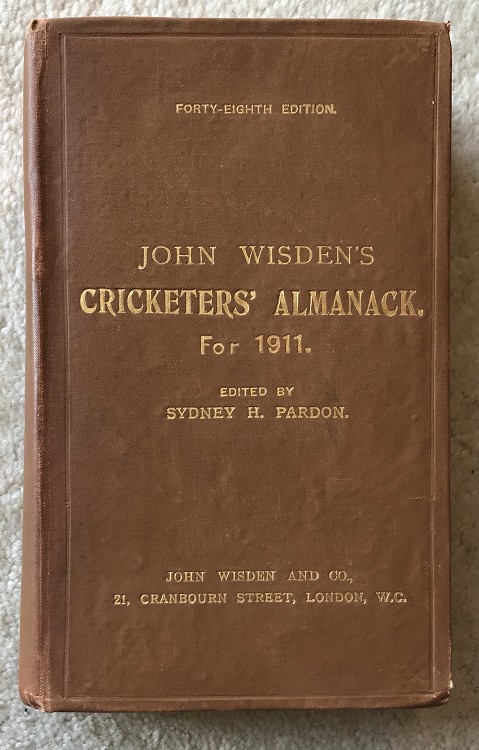 FORTY-EIGHTH EDITION.
JOHN WISDEN'S
CRICKETERS' ALMANACK.
For 1911.
EDITED BY
SYDNEY H. PARDON.
JOHN WISDEN AND CO.,
21, CRANBOURN STREET, LONDON, W.C.